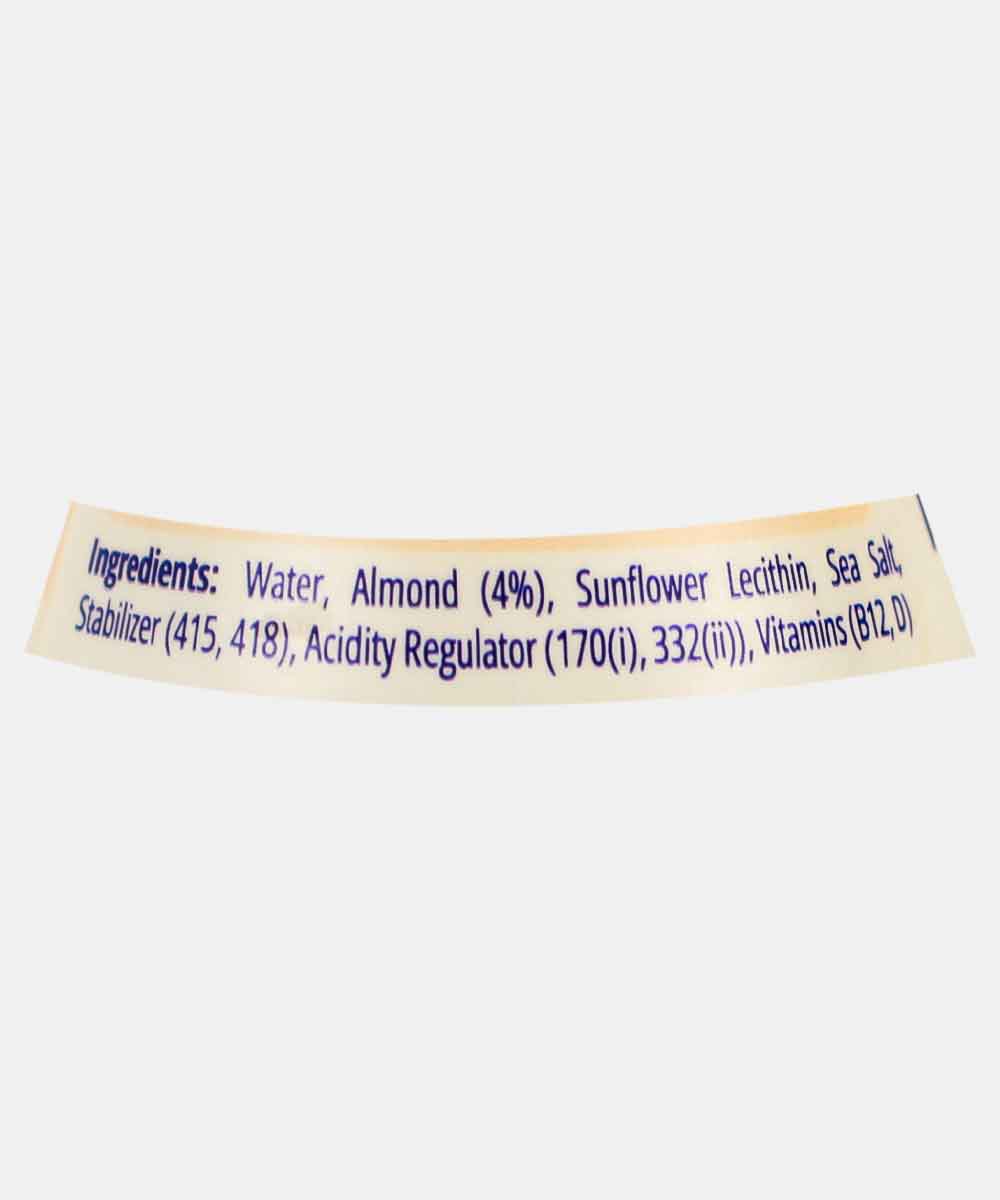 Ingredients: Water, Almond (4%), Sunflower Lecithin, Sea Salt,
Stabilizer (415, 418), Acidity Regulator (170(i), 332(ii)), Vitamins (B12, D)